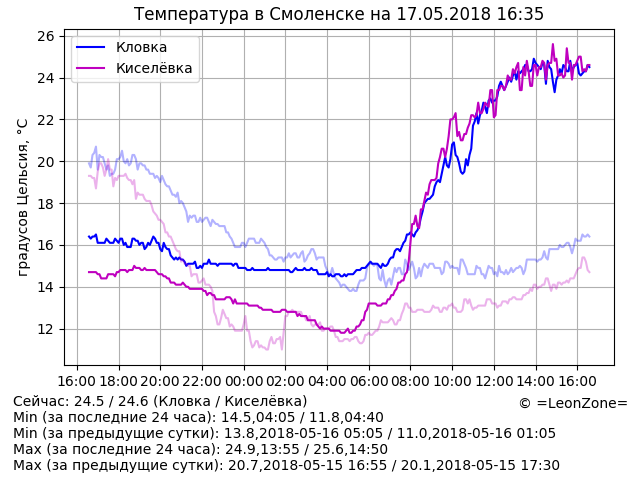 Температура в Смоленске на 17.05.2018 16:35
градусов Цельсия, °C
26
24
22
20
18
16
14
12
Кловка
Киселёвка
16:00 18:00 20:00 22:00 00:00 02:00 04:00 06:00 08:00 10:00 12:00 14:00 16:00
Сейчас: 24.5 / 24.6 (Кловка / Киселёвка)
© =LeonZone=
Min (за последние 24 часа): 14.5,04:05 / 11.8,04:40
Min (за предыдущие сутки): 13.8,2018-05-16 05:05 / 11.0,2018-05-16 01:05
Max (за последние 24 часа): 24.9,13:55 / 25.6,14:50
Max (за предыдущие сутки): 20.7,2018-05-15 16:55 / 20.1,2018-05-15 17:30